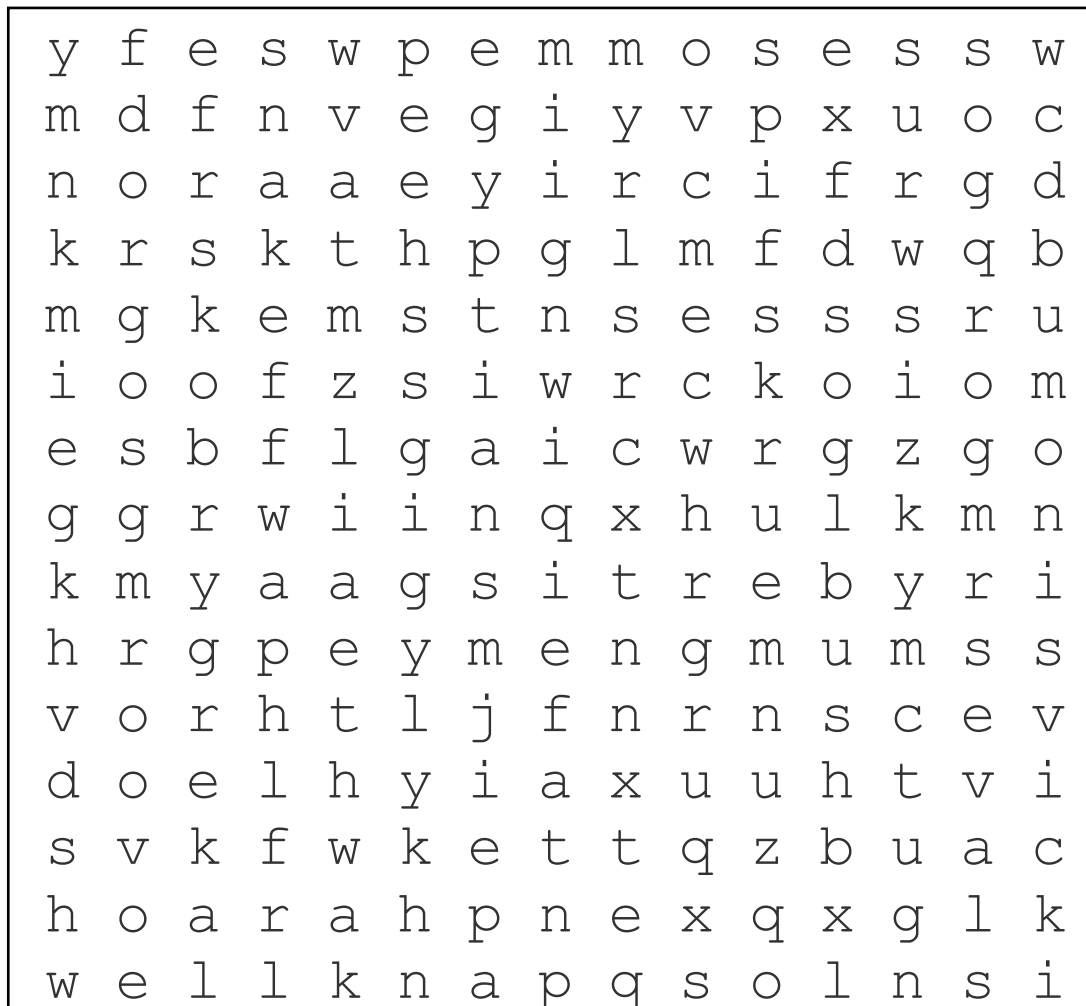 y f e s w p e m m o s e s s w
m d f n v e g i y v p x u o c
n o r a a e y i r c i f r g d
k r s k t h p g l m f d w q b
m g k e m s t n s e s s s r u
i o o f z s i w r c k o i o m
e s b f l g a i c w r g z g o
g g r w i i n q x h u l k m n
k m y a a g s i t r e b y r i
h r g p e y m e n g m u m s s
v o r h t l j f n r n s c e v
d o e l h y i a x u u h t v i
s v k f w k e t t q z b u a c
h o a r a h p n e x q x g l k
w e l l k n a p q s o l n s i